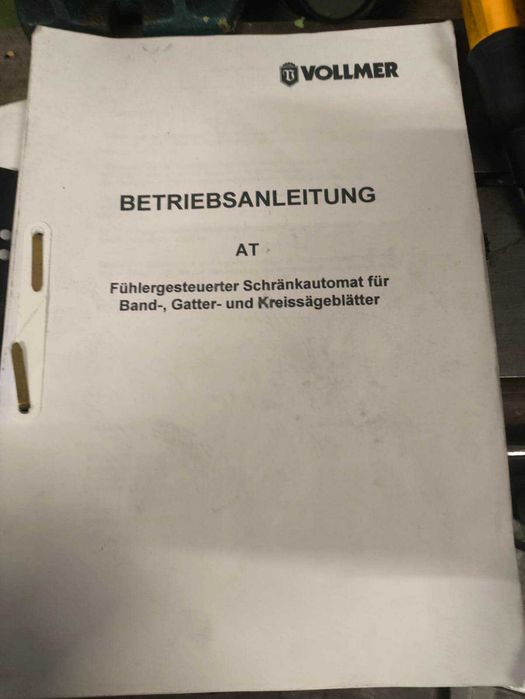 VOLLMER
BETRIEBSANLEITUNG
AT
Fühlergesteuerter Schränkautomat für
Band-, Gatter- und Kreissägeblätter